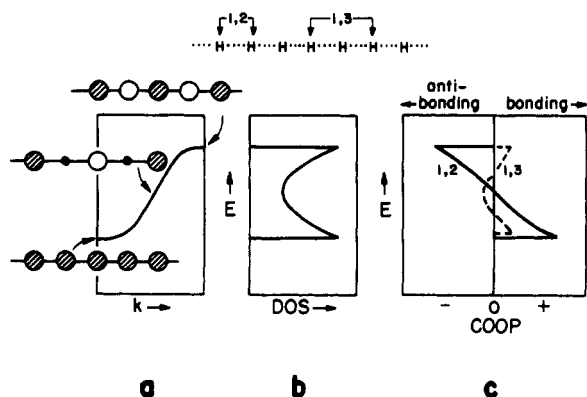 1,2 1,3
H H H H H H H
anti-
bonding bonding
1,2 1,3
E E
k DOS - 0 +
COOP
a b c